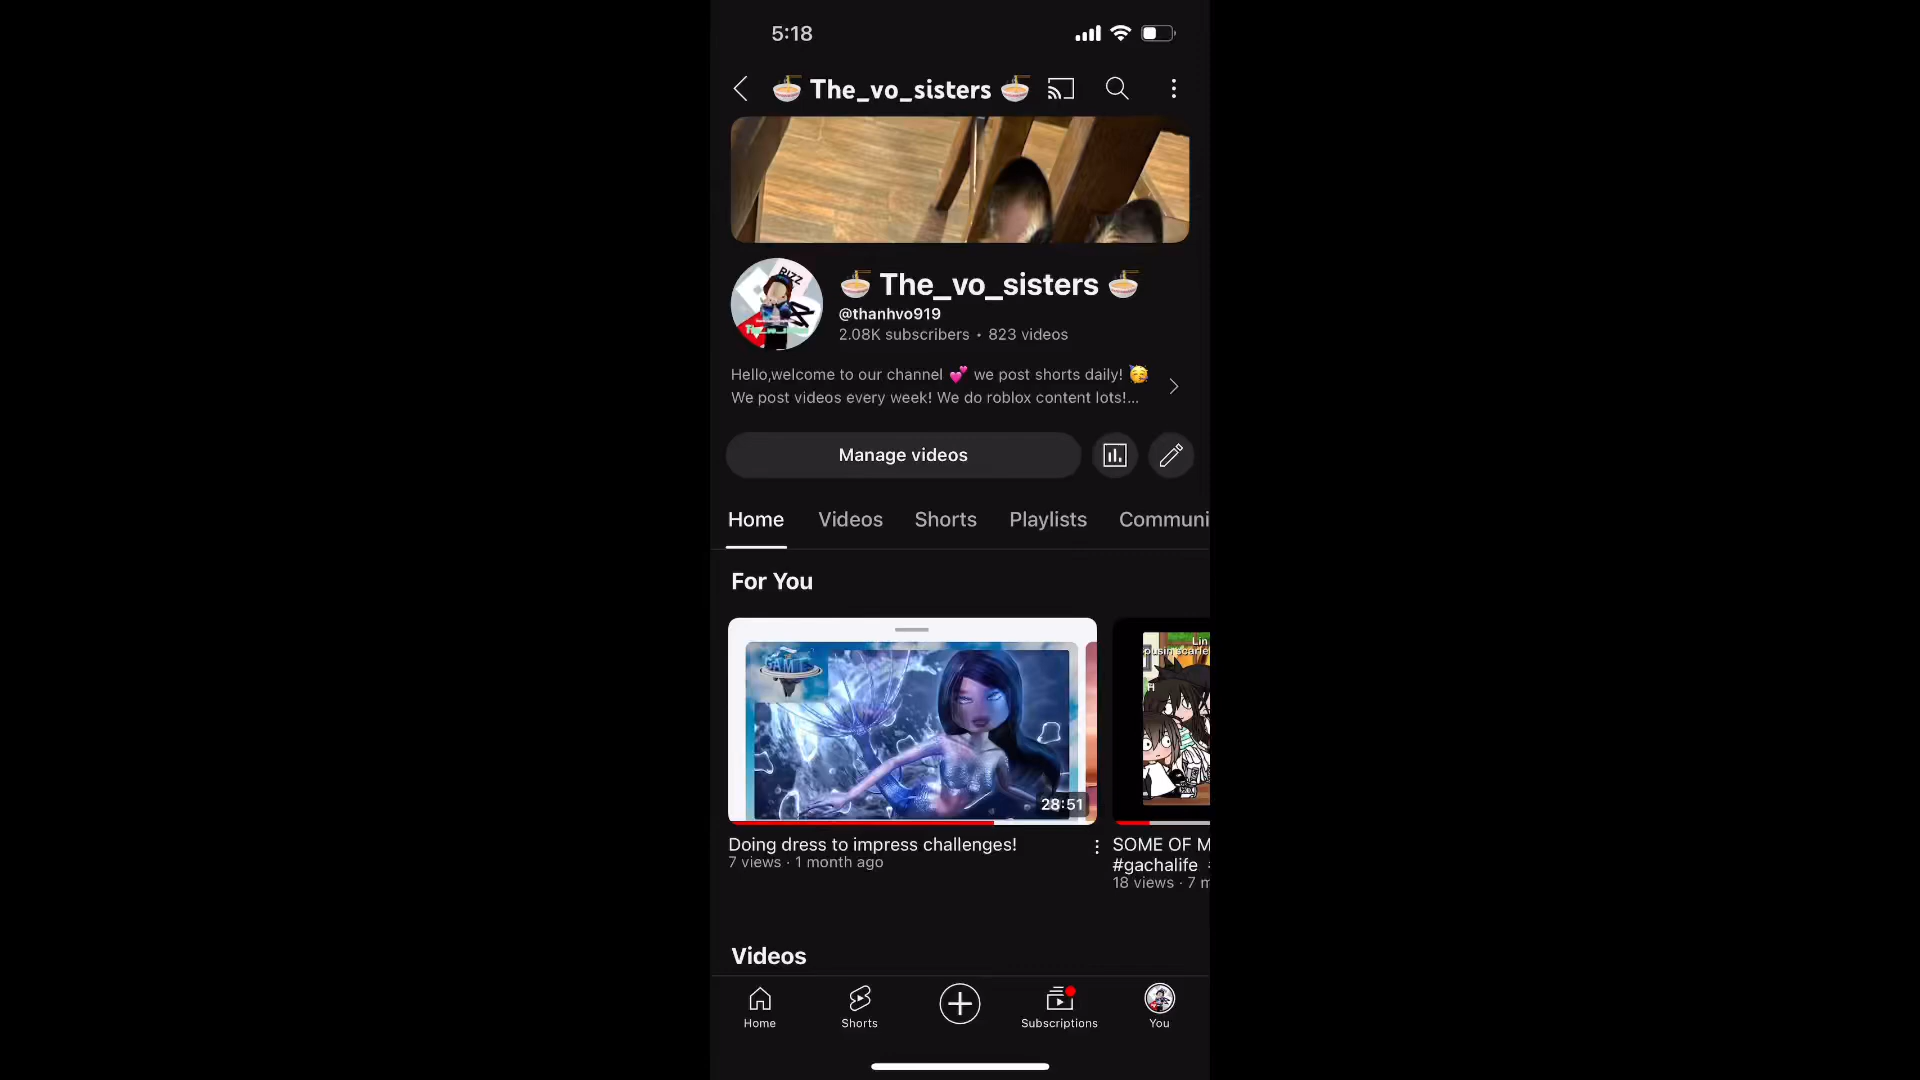 5:18
🍜 The_vo_sisters 🍜
RIZZ
🍜 The_vo_sisters 🍜
@thanhvo919
2.08K subscribers • 823 videos
Hello,welcome to our channel 💕 we post shorts daily! 🥳
We post videos every week! We do roblox content lots!...
Manage videos
Home Videos Shorts Playlists Communi
For You
28:51
Lin
Doing dress to impress challenges!
7 views · 1 month ago
SOME OF M
#gachalife
18 views · 7 m
Videos
Home Shorts Subscriptions You